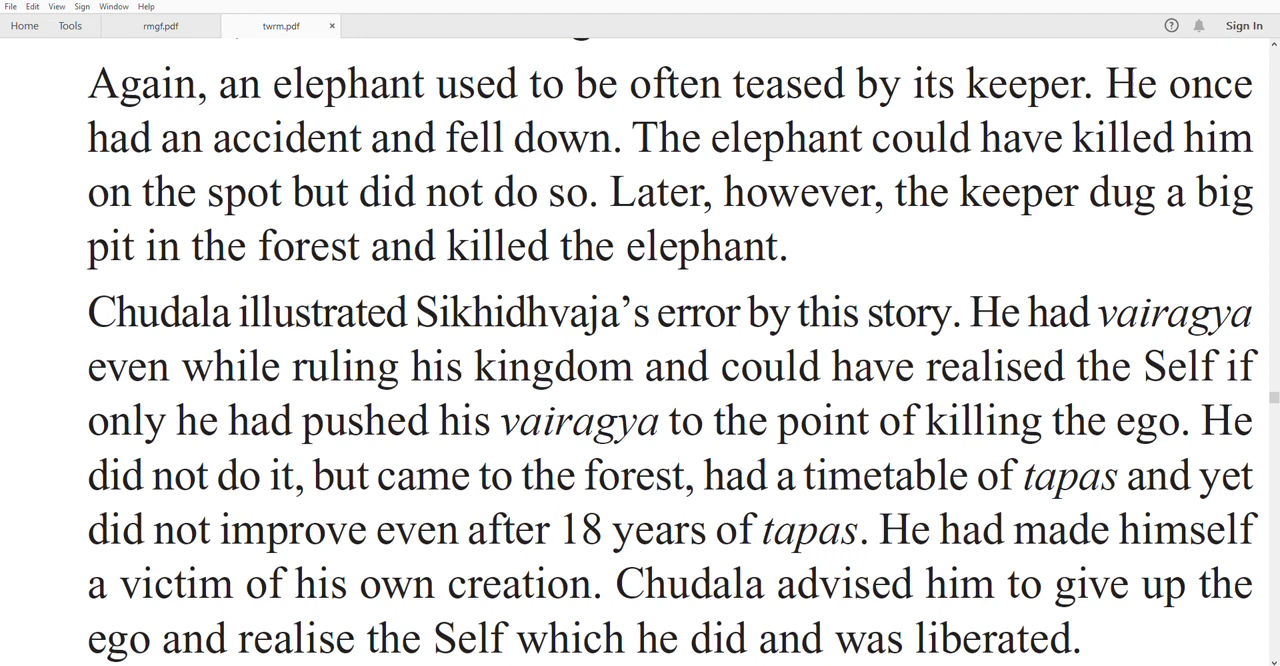 File Edit View Sign Window Help
Home Tools rmgf.pdf twrm.pdf × ? Sign In
Again, an elephant used to be often teased by its keeper. He once
had an accident and fell down. The elephant could have killed him
on the spot but did not do so. Later, however, the keeper dug a big
pit in the forest and killed the elephant.
Chudala illustrated Sikhidhvaja’s error by this story. He had vairagya
even while ruling his kingdom and could have realised the Self if
only he had pushed his vairagya to the point of killing the ego. He
did not do it, but came to the forest, had a timetable of tapas and yet
did not improve even after 18 years of tapas. He had made himself
a victim of his own creation. Chudala advised him to give up the
ego and realise the Self which he did and was liberated.